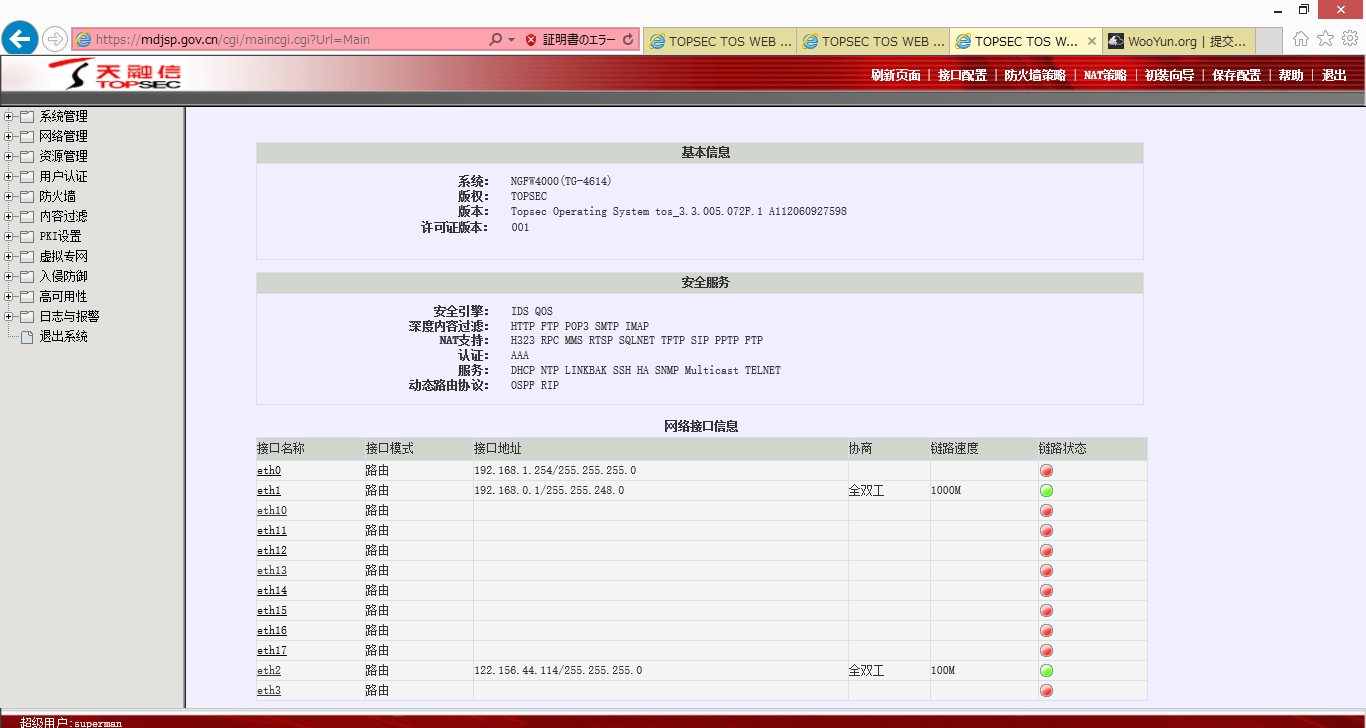 https://mdjsp.gov.cn/cgi/maincgi.cgi?Url=Main 証明書のエラー TOPSEC TOS WEB ... TOPSEC TOS WEB ... TOPSEC TOS W... WooYun.org | 提交...
天融信
TOPSEC
刷新页面 | 接口配置 | 防火墙策略 | NAT策略 | 初装向导 | 保存配置 | 帮助 | 退出
系统管理
网络管理
资源管理
用户认证
防火墙
内容过滤
PKI设置
虚拟专网
入侵防御
高可用性
日志与报警
退出系统
基本信息
系统: NGFW4000(TG-4614)
版权: TOPSEC
版本: Topsec Operating System tos_3.3.005.072F.1 A112060927598
许可证版本: 001
安全服务
安全引擎: IDS QOS
深度内容过滤: HTTP FTP POP3 SMTP IMAP
NAT支持: H323 RPC MMS RTSP SQLNET TFTP SIP PPTP FTP
认证: AAA
服务: DHCP NTP LINKBAK SSH HA SNMP Multicast TELNET
动态路由协议: OSPF RIP
网络接口信息
接口名称 接口模式 接口地址 协商 链路速度 链路状态
eth0 路由 192.168.1.254/255.255.255.0
eth1 路由 192.168.0.1/255.255.248.0 全双工 1000M
eth10 路由
eth11 路由
eth12 路由
eth13 路由
eth14 路由
eth15 路由
eth16 路由
eth17 路由
eth2 路由 122.156.44.114/255.255.255.0 全双工 100M
eth3 路由
超级用户:superman